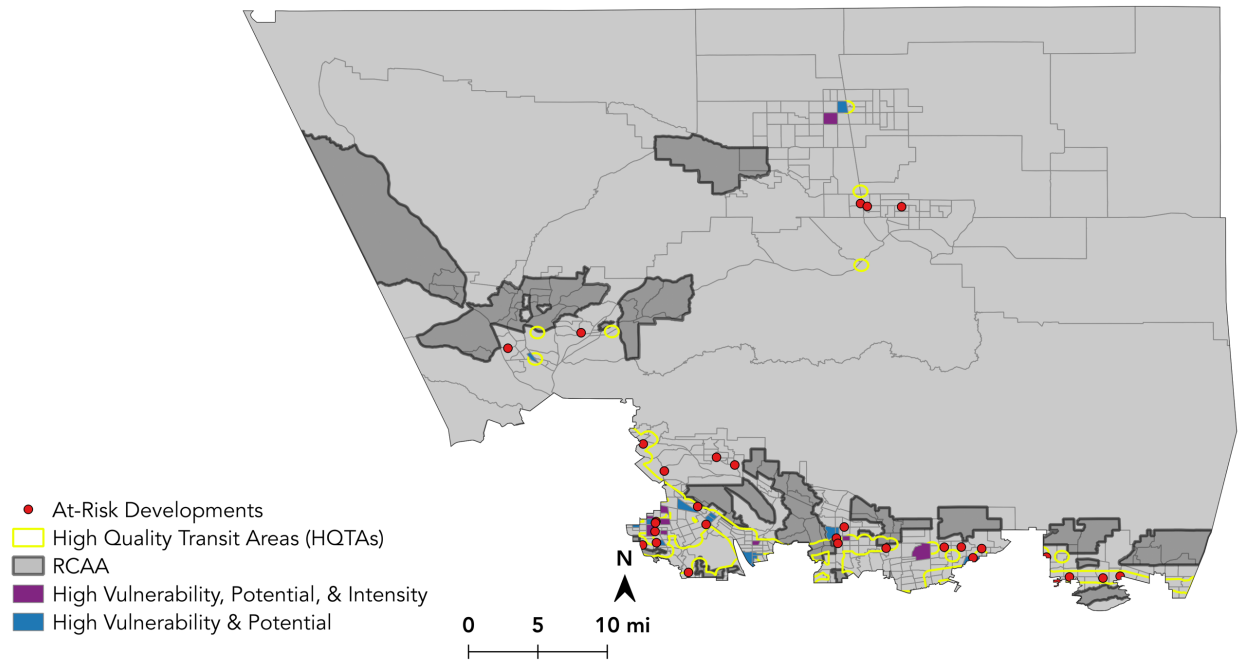 At-Risk Developments
High Quality Transit Areas (HQTAs)
RCAA
High Vulnerability, Potential, & Intensity
High Vulnerability & Potential
N
0 5 10 mi